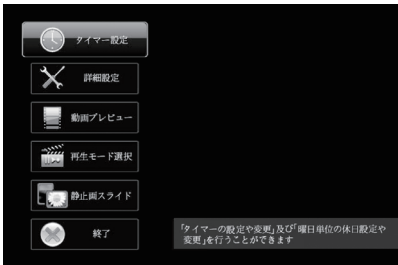 タイマー設定
詳細設定
動画プレビュー
再生モード選択
静止画スライド
終了
「タイマーの設定や変更」及び「曜日単位の休日設定や
変更」を行うことができます